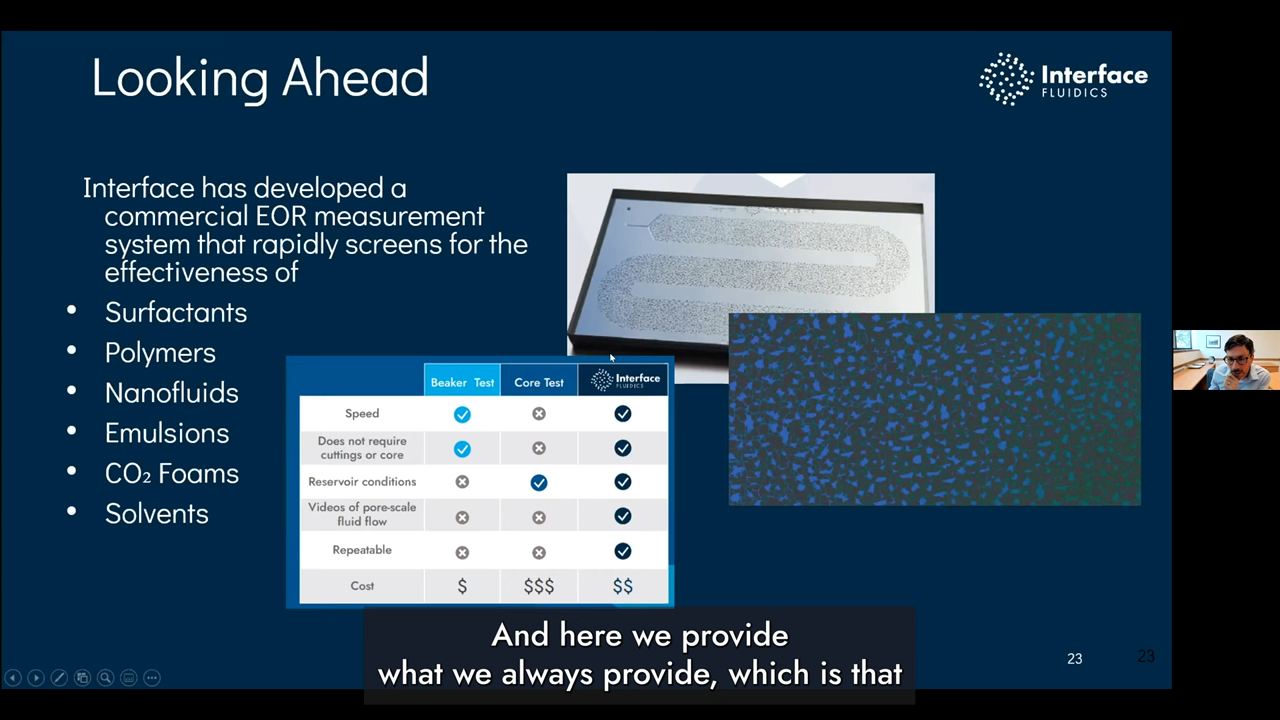 Looking Ahead
Interface
FLUIDICS
Interface has developed a
commercial EOR measurement
system that rapidly screens for the
effectiveness of
• Surfactants
• Polymers
• Nanofluids
• Emulsions
• CO₂ Foams
• Solvents
Beaker Test Core Test Interface
FLUIDICS
Speed
Does not require
cuttings or core
Reservoir conditions
Videos of pore-scale
fluid flow
Repeatable
Cost $ $$$ $$
And here we provide
what we always provide, which is that
23 23